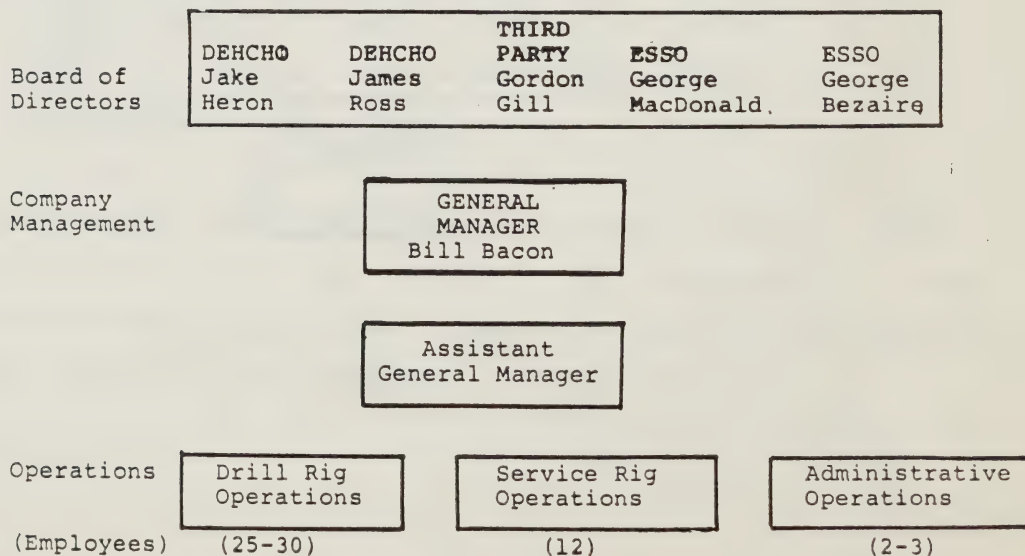 THIRD
DEHCHO DEHCHO PARTY ESSO ESSO
Board of Jake James Gordon George George
Directors Heron Ross Gill MacDonald. Bezaire
Company GENERAL
Management MANAGER
Bill Bacon
Assistant
General Manager
Operations Drill Rig Service Rig Administrative
Operations Operations Operations
(Employees) (25-30) (12) (2-3)